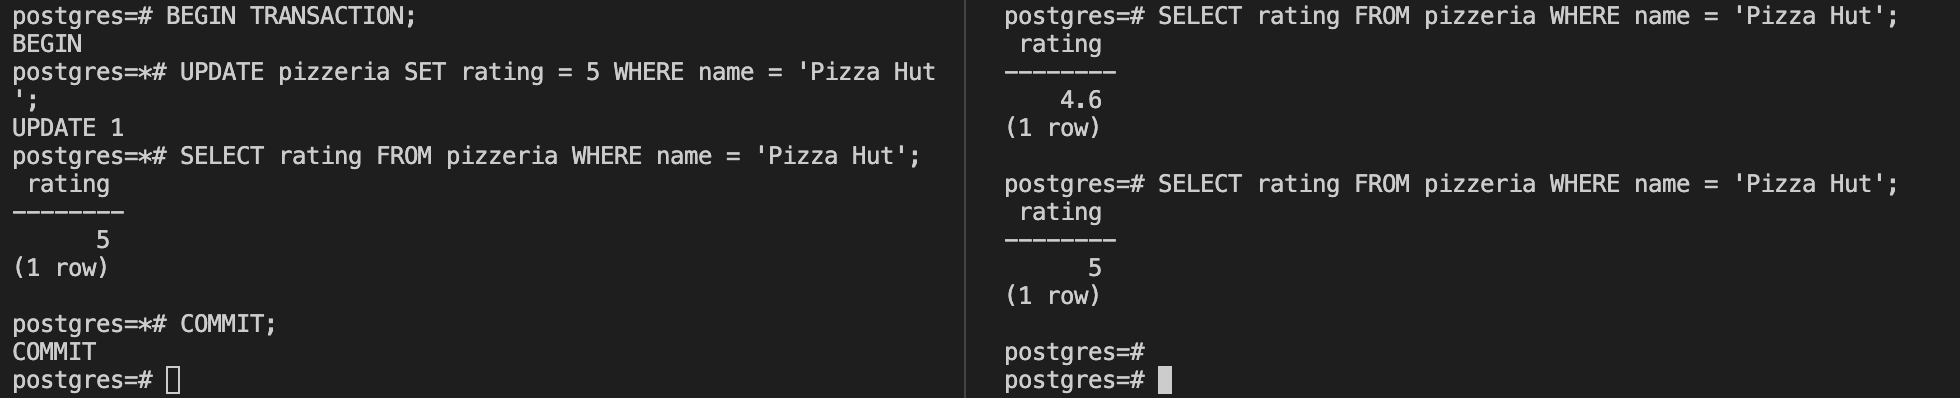 postgres=# BEGIN TRANSACTION;
BEGIN
postgres=*# UPDATE pizzeria SET rating = 5 WHERE name = 'Pizza Hut
';
UPDATE 1
postgres=*# SELECT rating FROM pizzeria WHERE name = 'Pizza Hut';
 rating
--------
      5
(1 row)

postgres=*# COMMIT;
COMMIT
postgres=#
postgres=# SELECT rating FROM pizzeria WHERE name = 'Pizza Hut';
 rating
--------
    4.6
(1 row)

postgres=# SELECT rating FROM pizzeria WHERE name = 'Pizza Hut';
 rating
--------
      5
(1 row)

postgres=#
postgres=#